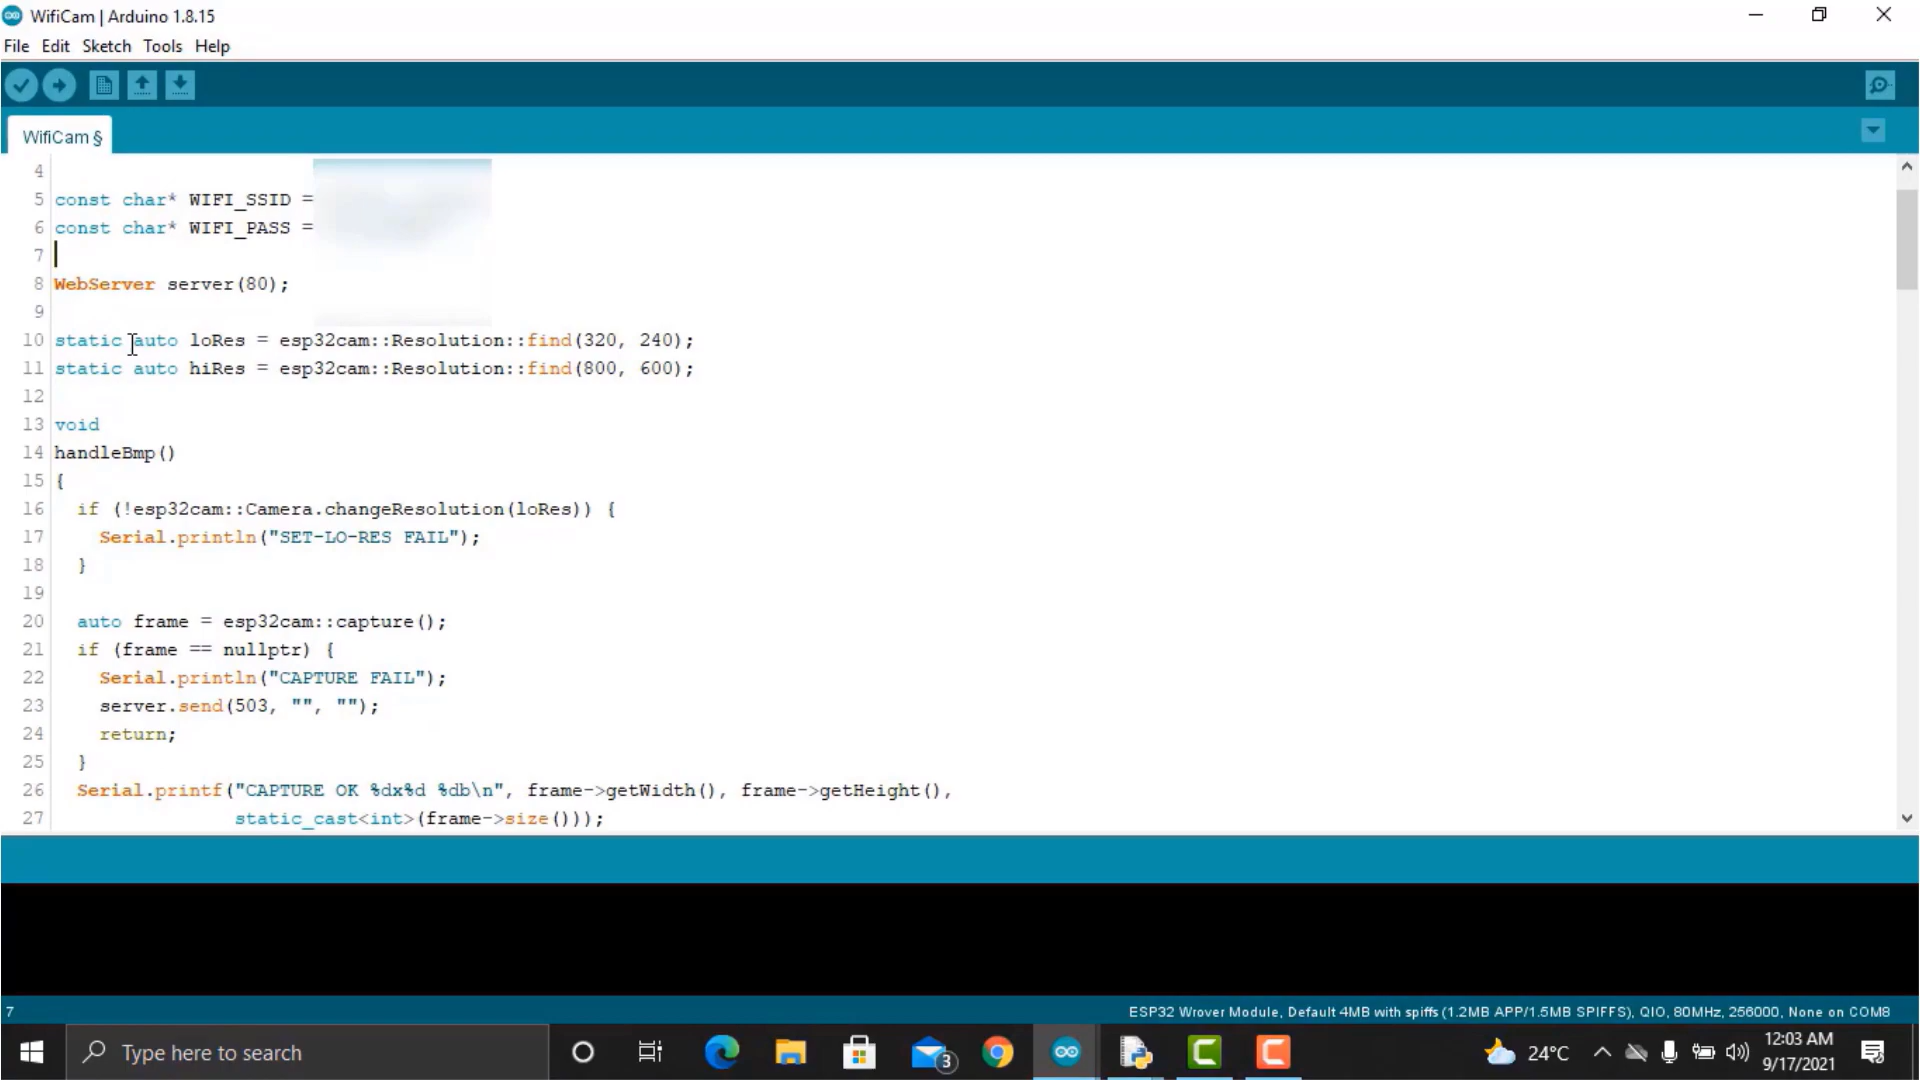 WifiCam | Arduino 1.8.15
File Edit Sketch Tools Help
WifiCam §
4
5 const char* WIFI_SSID =
6 const char* WIFI_PASS =
7
8 WebServer server(80);
9
10 static auto loRes = esp32cam::Resolution::find(320, 240);
11 static auto hiRes = esp32cam::Resolution::find(800, 600);
12
13 void
14 handleBmp()
15 {
16 if (!esp32cam::Camera.changeResolution(loRes)) {
17 Serial.println("SET-LO-RES FAIL");
18 }
19
20 auto frame = esp32cam::capture();
21 if (frame == nullptr) {
22 Serial.println("CAPTURE FAIL");
23 server.send(503, "", "");
24 return;
25 }
26 Serial.printf("CAPTURE OK %dx%d %db\n", frame->getWidth(), frame->getHeight(),
27 static_cast<int>(frame->size()));
7 ESP32 Wrover Module, Default 4MB with spiffs (1.2MB APP/1.5MB SPIFFS), QIO, 80MHz, 256000, None on COM8
Type here to search 3 24°C 12:03 AM
9/17/2021